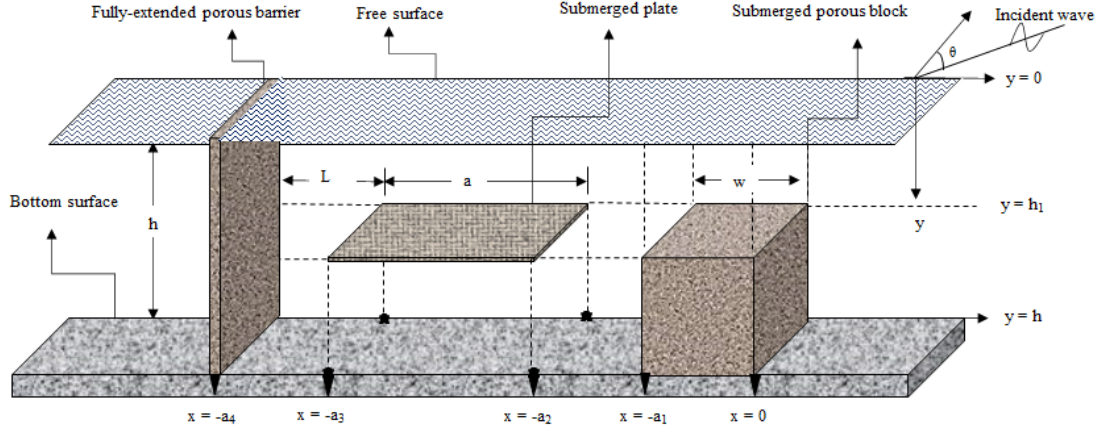 Fully-extended porous barrier
Free surface
Submerged plate
Submerged porous block
Incident wave
θ
y = 0
L
a
w
Bottom surface
h
y
y = h₁
y = h
x = -a₄
x = -a₃
x = -a₂
x = -a₁
x = 0